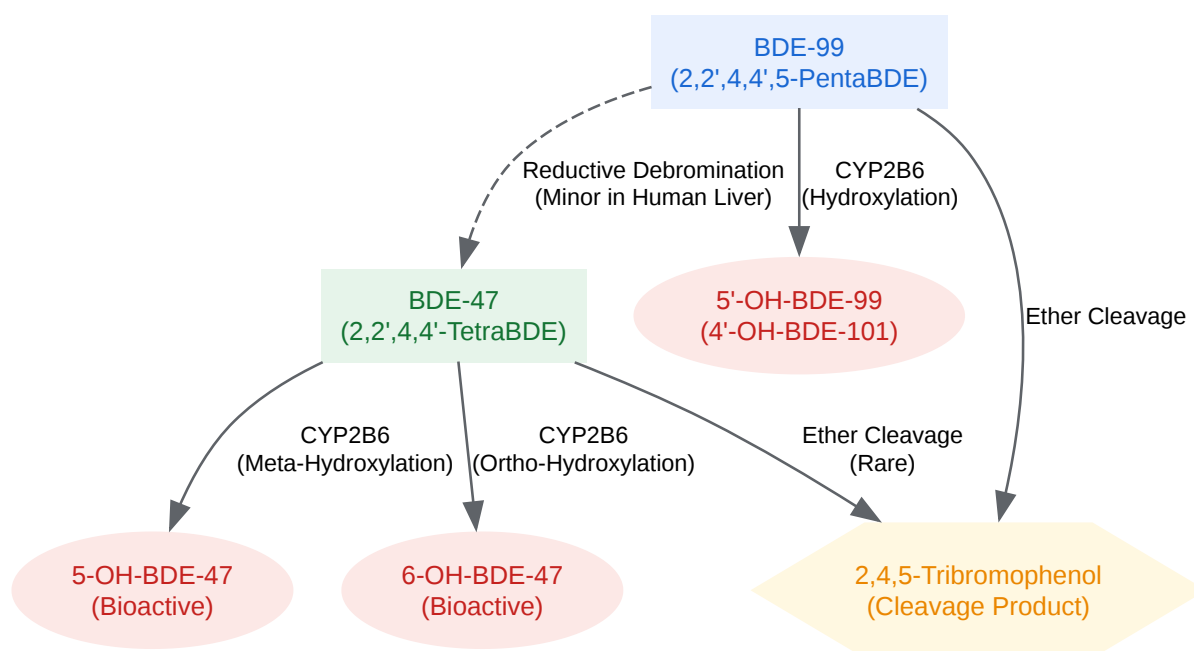 BDE-99
(2,2',4,4',5-PentaBDE)
Reductive Debromination
(Minor in Human Liver)
CYP2B6
(Hydroxylation)
BDE-47
(2,2',4,4'-TetraBDE)
5'-OH-BDE-99
(4'-OH-BDE-101)
Ether Cleavage
CYP2B6
(Meta-Hydroxylation)
CYP2B6
(Ortho-Hydroxylation)
Ether Cleavage
(Rare)
5-OH-BDE-47
(Bioactive)
6-OH-BDE-47
(Bioactive)
2,4,5-Tribromophenol
(Cleavage Product)